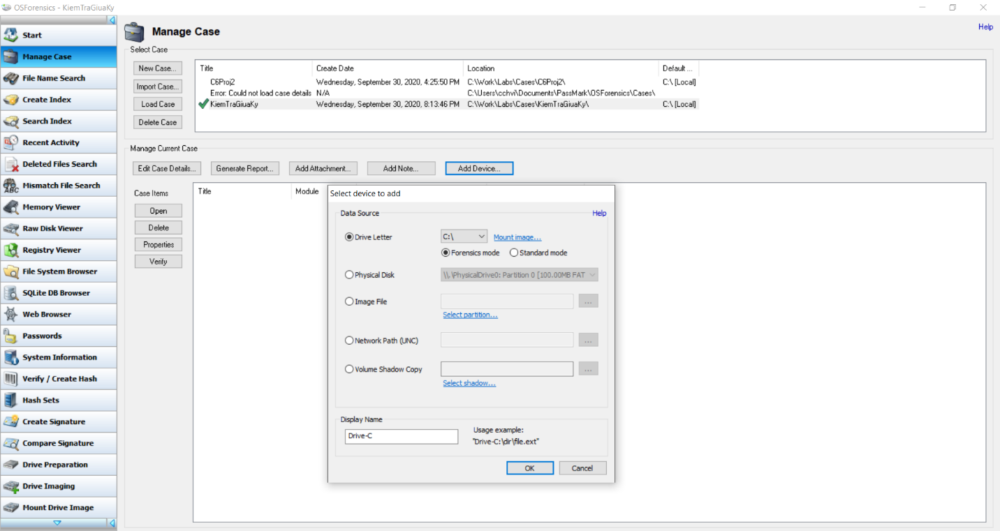 OSForensics - KiemTraGiuaKy
Start
Manage Case
File Name Search
Create Index
Search Index
Recent Activity
Deleted Files Search
Mismatch File Search
Memory Viewer
Raw Disk Viewer
Registry Viewer
File System Browser
SQLite DB Browser
Web Browser
Passwords
System Information
Verify / Create Hash
Hash Sets
Create Signature
Compare Signature
Drive Preparation
Drive Imaging
Mount Drive Image
Manage Case
Help
Select Case
New Case...
Import Case...
Load Case
Delete Case
Title Create Date Location Default ...
C6Proj2 Wednesday, September 30, 2020, 4:25:50 PM C:\Work\Labs\Cases\C6Proj2\ C:\ [Local]
Error: Could not load case details N/A C:\Users\cchvi\Documents\PassMark\OSForensics\Cases\
KiemTraGiuaKy Wednesday, September 30, 2020, 8:13:46 PM C:\Work\Labs\Cases\KiemTraGiuaKy\ C:\ [Local]
Manage Current Case
Edit Case Details... Generate Report... Add Attachment... Add Note... Add Device...
Case Items
Open
Delete
Properties
Verify
Title Module
Select device to add
Data Source Help
Drive Letter C:\ Mount image...
Forensics mode Standard mode
Physical Disk \\.\PhysicalDrive0: Partition 0 [100.00MB FAT
Image File ...
Select partition...
Network Path (UNC) ...
Volume Shadow Copy ...
Select shadow...
Display Name
Drive-C
Usage example:
"Drive-C:\dir\file.ext"
OK Cancel